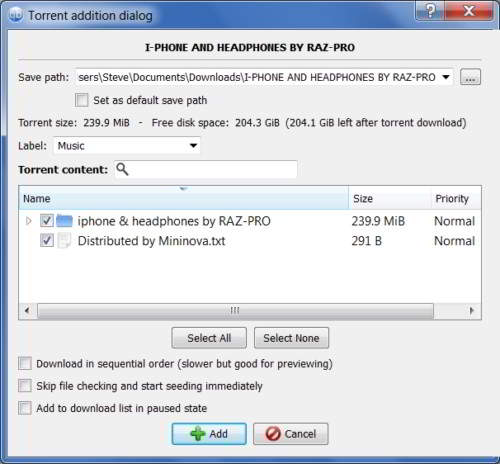 Torrent addition dialog
I-PHONE AND HEADPHONES BY RAZ-PRO
Save path: sers\Steve\Documents\Downloads\I-PHONE AND HEADPHONES BY RAZ-PRO ...
Set as default save path
Torrent size: 239.9 MiB - Free disk space: 204.3 GiB (204.1 GiB left after torrent download)
Label: Music
Torrent content:
Name Size Priority
iphone & headphones by RAZ-PRO 239.9 MiB Normal
Distributed by Mininova.txt 291 B Normal
Select All Select None
Download in sequential order (slower but good for previewing)
Skip file checking and start seeding immediately
Add to download list in paused state
Add Cancel